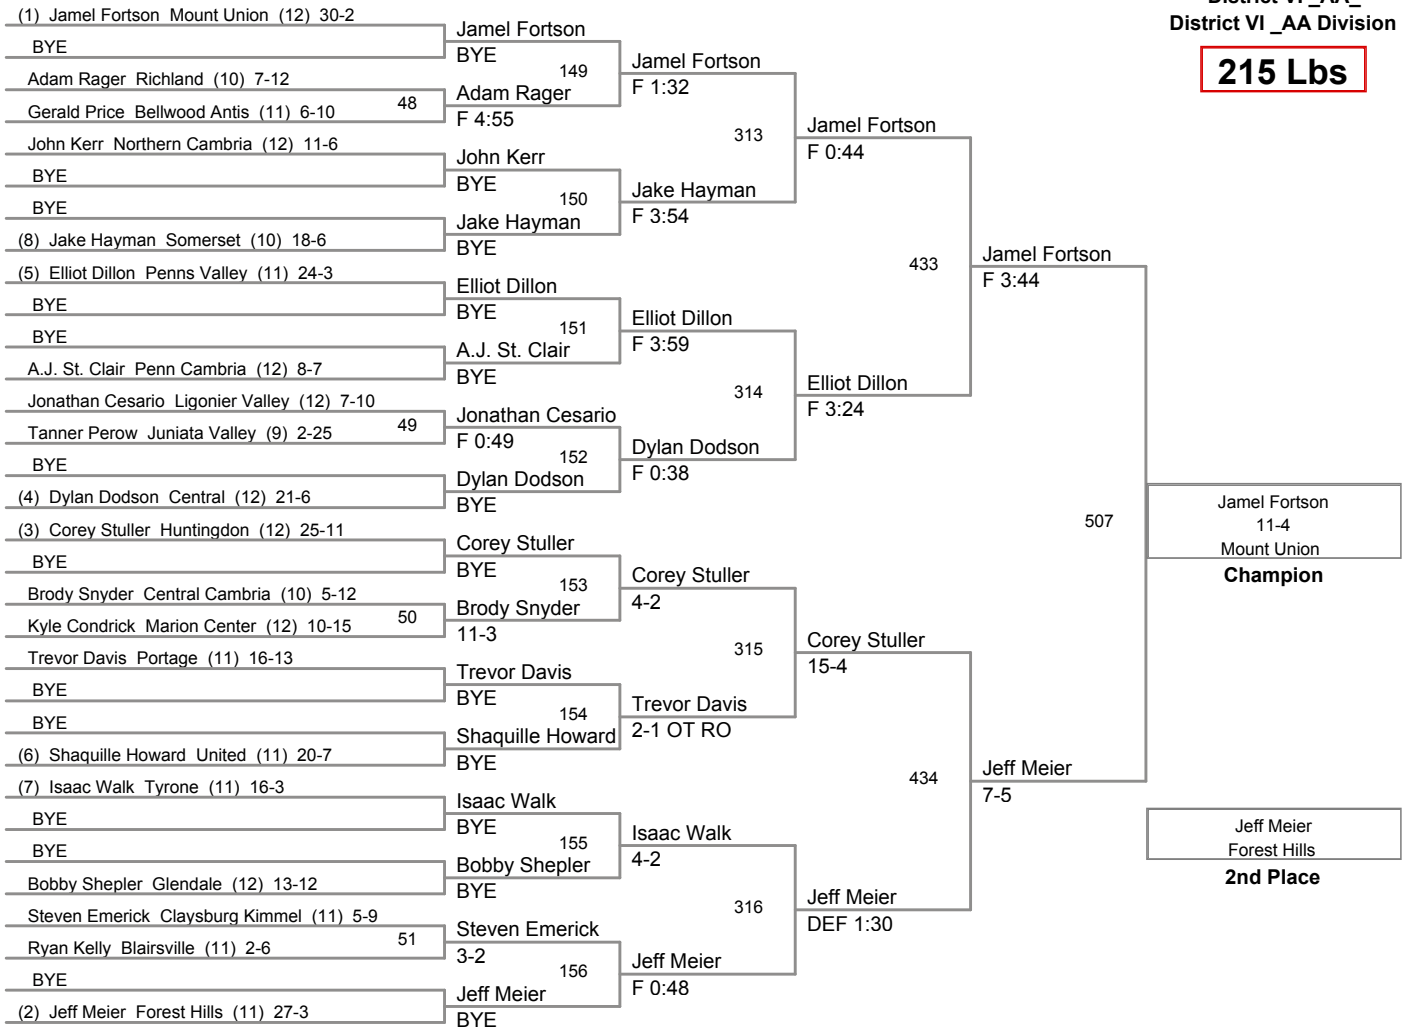 District VI _AA_
District VI _AA Division
215 Lbs
(1) Jamel Fortson Mount Union (12) 30-2
BYE
Adam Rager Richland (10) 7-12
48
Gerald Price Bellwood Antis (11) 6-10
John Kerr Northern Cambria (12) 11-6
BYE
BYE
(8) Jake Hayman Somerset (10) 18-6
(5) Elliot Dillon Penns Valley (11) 24-3
BYE
BYE
A.J. St. Clair Penn Cambria (12) 8-7
Jonathan Cesario Ligonier Valley (12) 7-10
49
Tanner Perow Juniata Valley (9) 2-25
BYE
(4) Dylan Dodson Central (12) 21-6
(3) Corey Stuller Huntingdon (12) 25-11
BYE
Brody Snyder Central Cambria (10) 5-12
50
Kyle Condrick Marion Center (12) 10-15
Trevor Davis Portage (11) 16-13
BYE
BYE
(6) Shaquille Howard United (11) 20-7
(7) Isaac Walk Tyrone (11) 16-3
BYE
BYE
Bobby Shepler Glendale (12) 13-12
Steven Emerick Claysburg Kimmel (11) 5-9
51
Ryan Kelly Blairsville (11) 2-6
BYE
(2) Jeff Meier Forest Hills (11) 27-3
Jamel Fortson
BYE
149
Adam Rager
F 4:55
John Kerr
BYE
150
Jake Hayman
BYE
Elliot Dillon
BYE
151
A.J. St. Clair
BYE
Jonathan Cesario
F 0:49
152
Dylan Dodson
BYE
Corey Stuller
BYE
153
Brody Snyder
11-3
Trevor Davis
BYE
154
Shaquille Howard
BYE
Isaac Walk
BYE
155
Bobby Shepler
BYE
Steven Emerick
3-2
156
Jeff Meier
BYE
Jamel Fortson
F 1:32
313
Jake Hayman
F 3:54
Elliot Dillon
F 3:59
314
Dylan Dodson
F 0:38
Corey Stuller
4-2
315
Trevor Davis
2-1 OT RO
Isaac Walk
4-2
316
Jeff Meier
F 0:48
Jamel Fortson
F 0:44
433
Elliot Dillon
F 3:24
Corey Stuller
15-4
434
Jeff Meier
DEF 1:30
Jamel Fortson
F 3:44
507
Jeff Meier
7-5
Jamel Fortson
11-4
Mount Union
Champion
Jeff Meier
Forest Hills
2nd Place